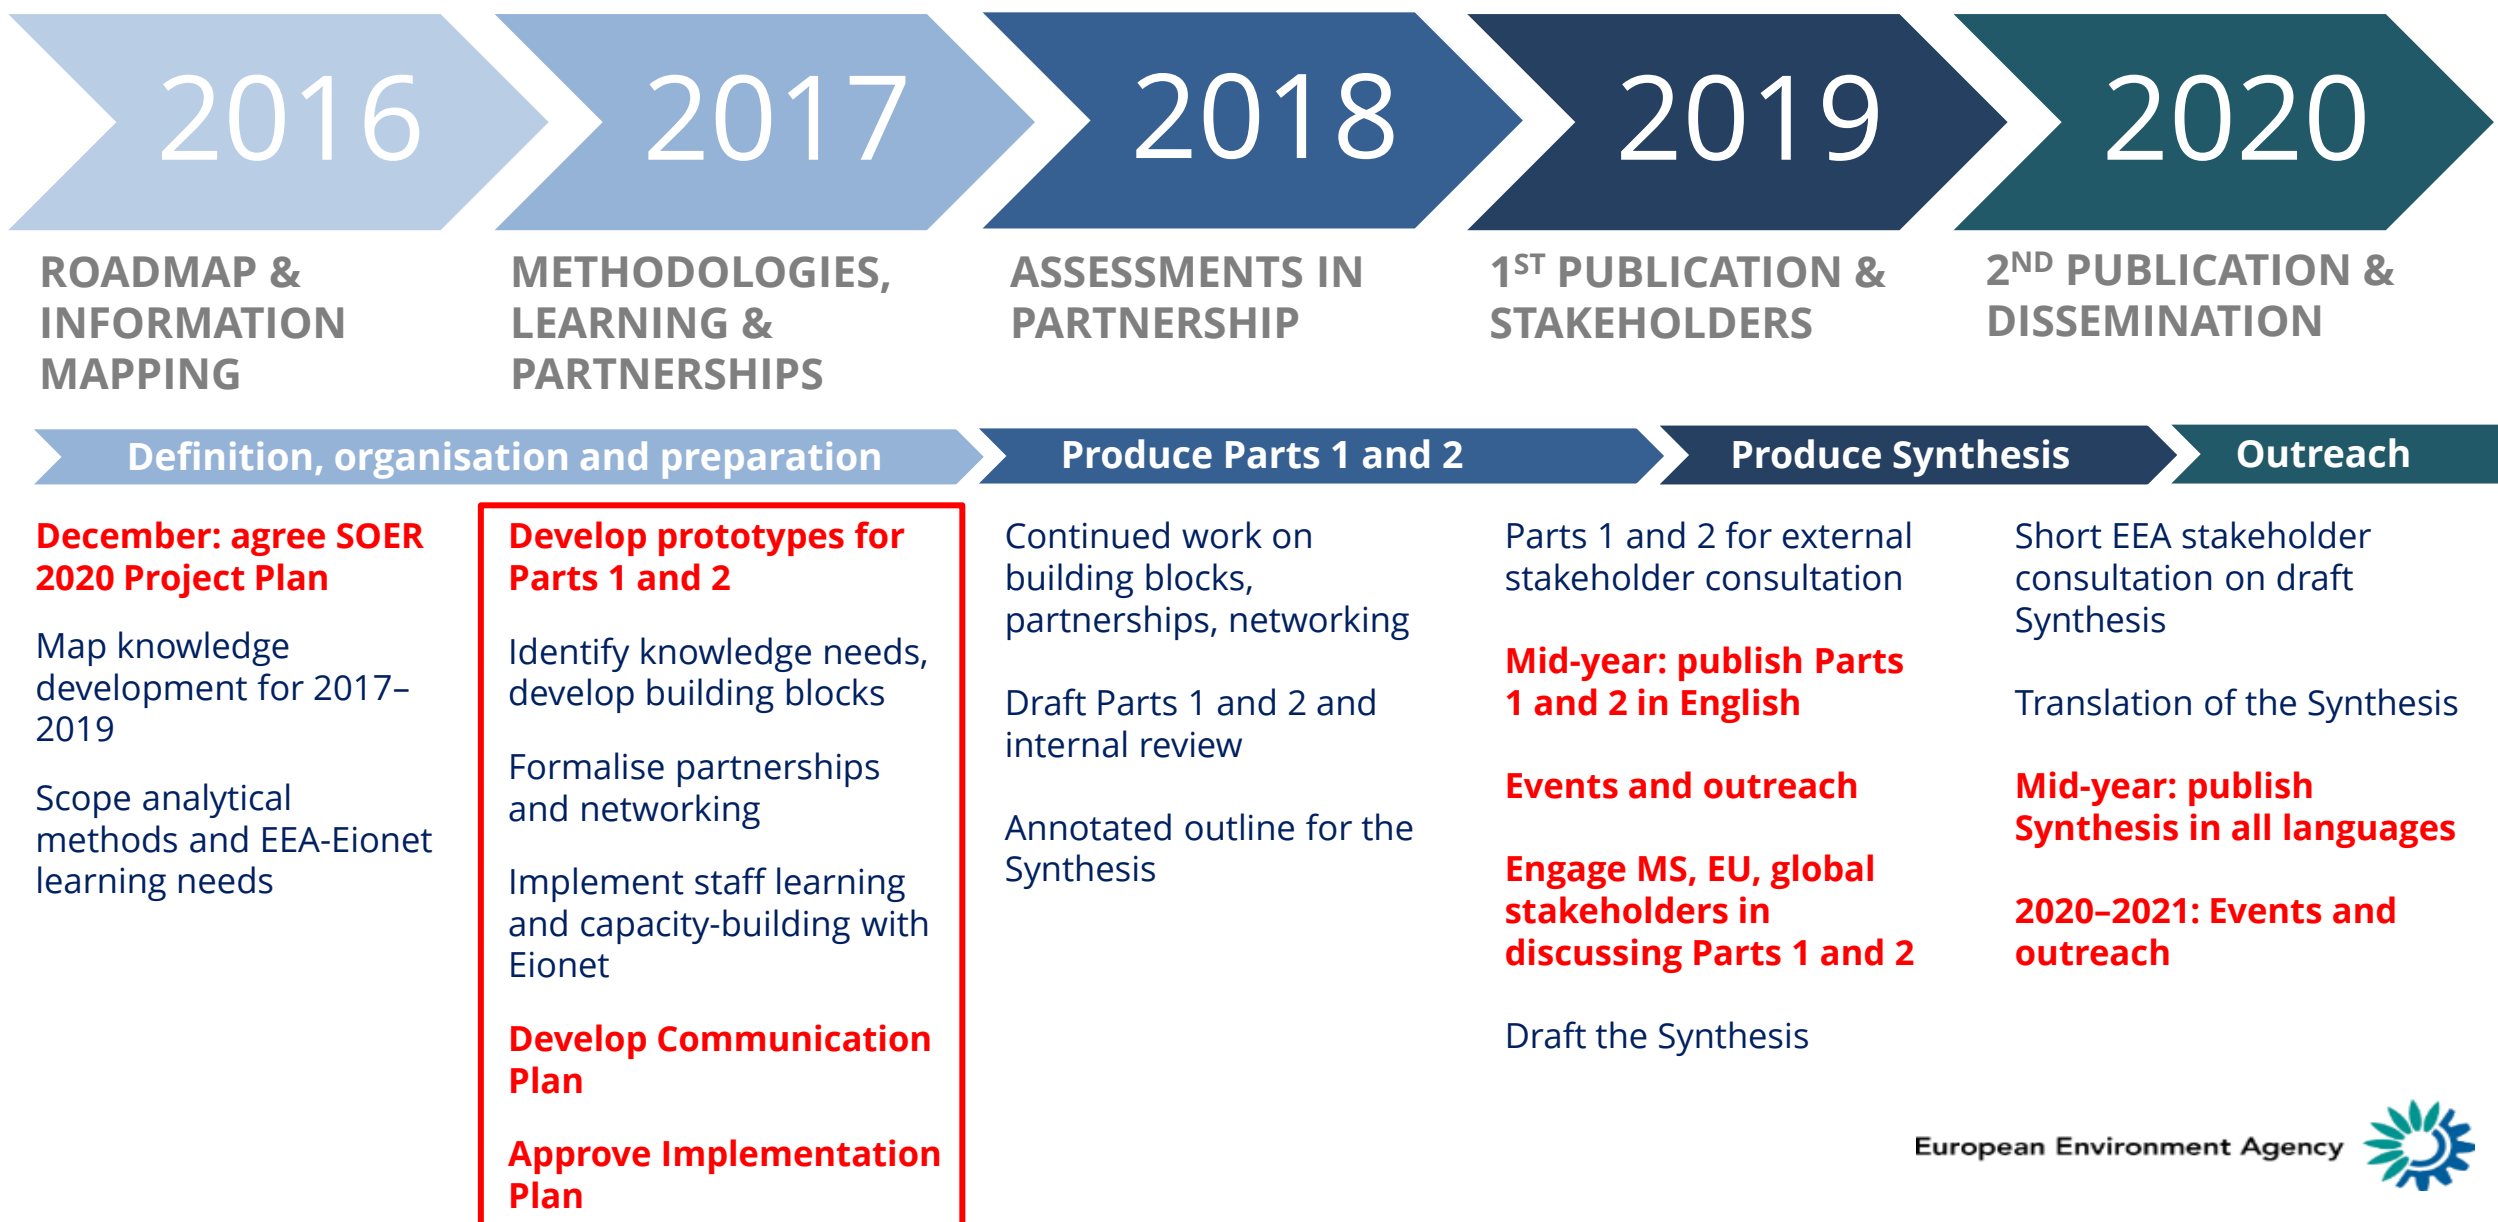 2016
2017
2018
2019
2020
ROADMAP &
INFORMATION
MAPPING
METHODOLOGIES,
LEARNING &
PARTNERSHIPS
ASSESSMENTS IN
PARTNERSHIP
1ST PUBLICATION &
STAKEHOLDERS
2ND PUBLICATION &
DISSEMINATION
Definition, organisation and preparation
Produce Parts 1 and 2
Produce Synthesis
Outreach
December: agree SOER
2020 Project Plan
Map knowledge
development for 2017–
2019
Scope analytical
methods and EEA-Eionet
learning needs
Develop prototypes for
Parts 1 and 2
Identify knowledge needs,
develop building blocks
Formalise partnerships
and networking
Implement staff learning
and capacity-building with
Eionet
Develop Communication
Plan
Approve Implementation
Plan
Continued work on
building blocks,
partnerships, networking
Draft Parts 1 and 2 and
internal review
Annotated outline for the
Synthesis
Parts 1 and 2 for external
stakeholder consultation
Mid-year: publish Parts
1 and 2 in English
Events and outreach
Engage MS, EU, global
stakeholders in
discussing Parts 1 and 2
Draft the Synthesis
Short EEA stakeholder
consultation on draft
Synthesis
Translation of the Synthesis
Mid-year: publish
Synthesis in all languages
2020–2021: Events and
outreach
European Environment Agency